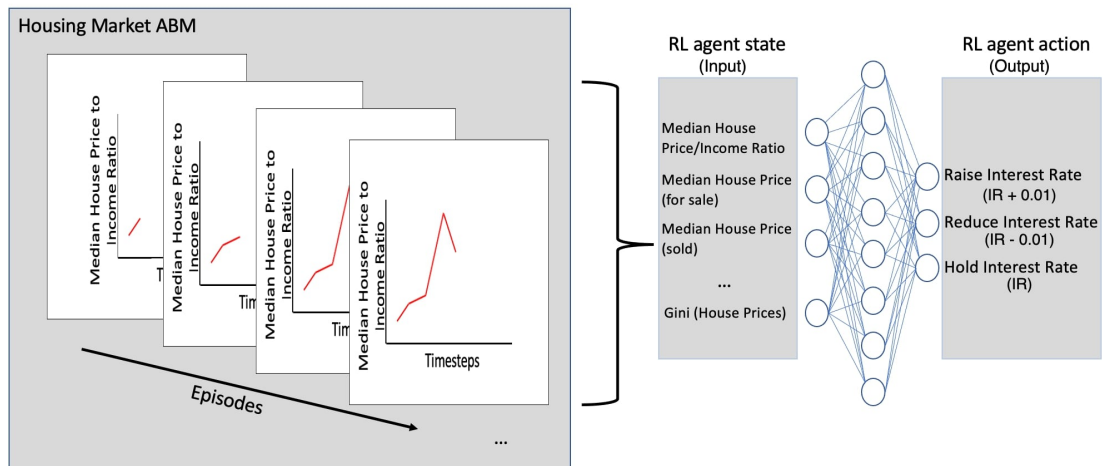 Housing Market ABM
Median House Price to
Income Ratio
Ti
Median House Price to
Income Ratio
Tim
Median House Price to
Income Ratio
Tim
Median House Price to
Income Ratio
Timesteps
Episodes
...
RL agent state
(Input)
Median House
Price/Income Ratio
Median House Price
(for sale)
Median House Price
(sold)
...
Gini (House Prices)
RL agent action
(Output)
Raise Interest Rate
(IR + 0.01)
Reduce Interest Rate
(IR - 0.01)
Hold Interest Rate
(IR)